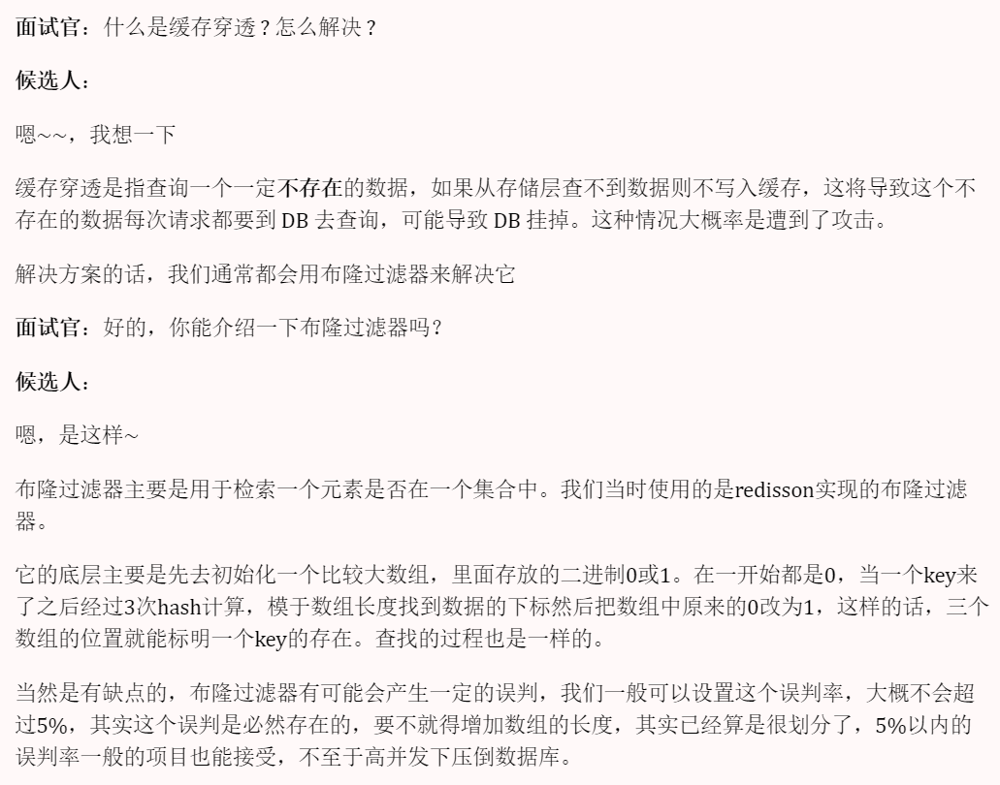 面试官：什么是缓存穿透 ? 怎么解决 ?
候选人：
嗯~~，我想一下
缓存穿透是指查询一个一定不存在的数据，如果从存储层查不到数据则不写入缓存，这将导致这个不
存在的数据每次请求都要到 DB 去查询，可能导致 DB 挂掉。这种情况大概率是遭到了攻击。
解决方案的话，我们通常都会用布隆过滤器来解决它
面试官：好的，你能介绍一下布隆过滤器吗？
候选人：
嗯，是这样~
布隆过滤器主要是用于检索一个元素是否在一个集合中。我们当时使用的是redisson实现的布隆过滤
器。
它的底层主要是先去初始化一个比较大数组，里面存放的二进制0或1。在一开始都是0，当一个key来
了之后经过3次hash计算，模于数组长度找到数据的下标然后把数组中原来的0改为1，这样的话，三个
数组的位置就能标明一个key的存在。查找的过程也是一样的。
当然是有缺点的，布隆过滤器有可能会产生一定的误判，我们一般可以设置这个误判率，大概不会超
过5%，其实这个误判是必然存在的，要不就得增加数组的长度，其实已经算是很划分了，5%以内的
误判率一般的项目也能接受，不至于高并发下压倒数据库。